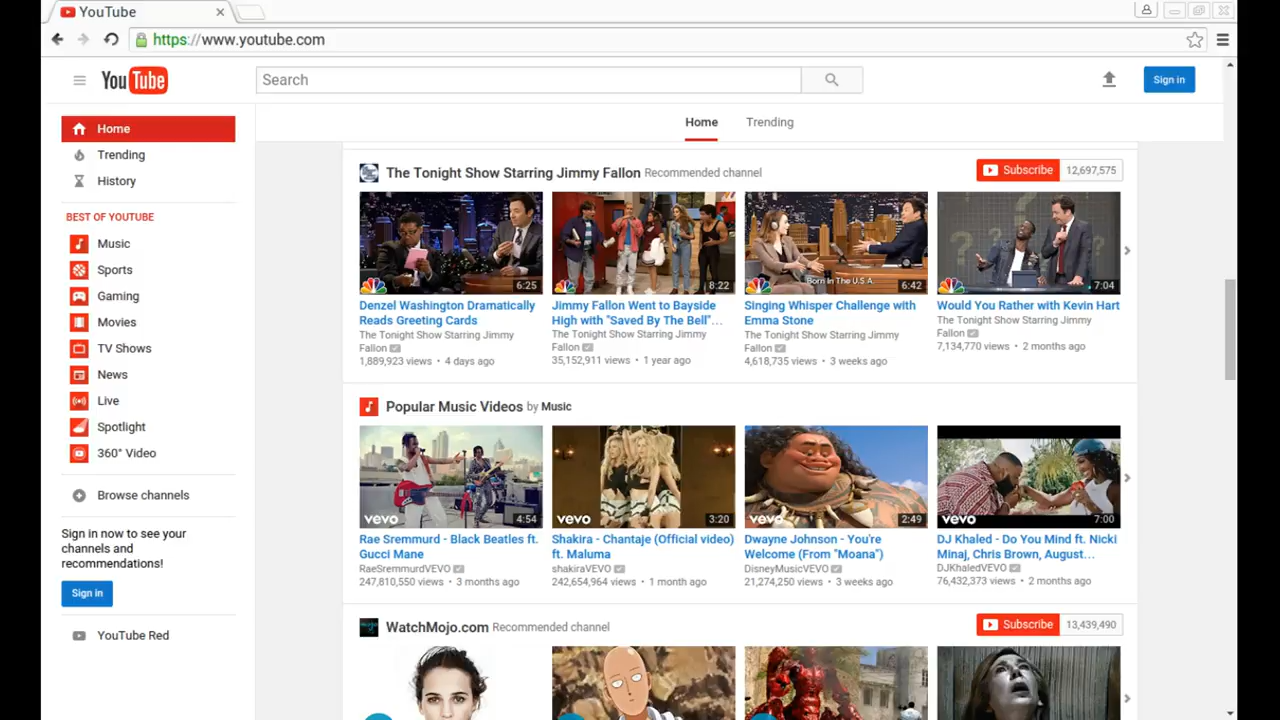 YouTube
https://www.youtube.com
YouTube
Search
Sign in
Home
Trending
Home
Trending
History
BEST OF YOUTUBE
Music
Sports
Gaming
Movies
TV Shows
News
Live
Spotlight
360° Video
Browse channels
Sign in now to see your
channels and
recommendations!
Sign in
YouTube Red
The Tonight Show Starring Jimmy Fallon Recommended channel
Subscribe 12,697,575
6:25
Denzel Washington Dramatically
Reads Greeting Cards
The Tonight Show Starring Jimmy
Fallon
1,889,923 views • 4 days ago
8:22
Jimmy Fallon Went to Bayside
High with "Saved By The Bell"...
The Tonight Show Starring Jimmy
Fallon
35,152,911 views • 1 year ago
Born In The U.S.A.
6:42
Singing Whisper Challenge with
Emma Stone
The Tonight Show Starring Jimmy
Fallon
4,618,735 views • 3 weeks ago
7:04
Would You Rather with Kevin Hart
The Tonight Show Starring Jimmy
Fallon
7,134,770 views • 2 months ago
Popular Music Videos by Music
vevo 4:54
Rae Sremmurd - Black Beatles ft.
Gucci Mane
RaeSremmurdVEVO
247,810,550 views • 3 months ago
vevo 3:20
Shakira - Chantaje (Official video)
ft. Maluma
shakiraVEVO
242,654,964 views • 1 month ago
vevo 2:49
Dwayne Johnson - You're
Welcome (From "Moana")
DisneyMusicVEVO
21,274,250 views • 3 weeks ago
vevo 7:00
DJ Khaled - Do You Mind ft. Nicki
Minaj, Chris Brown, August...
DJKhaledVEVO
76,432,373 views • 2 months ago
WatchMojo.com Recommended channel
Subscribe 13,439,490